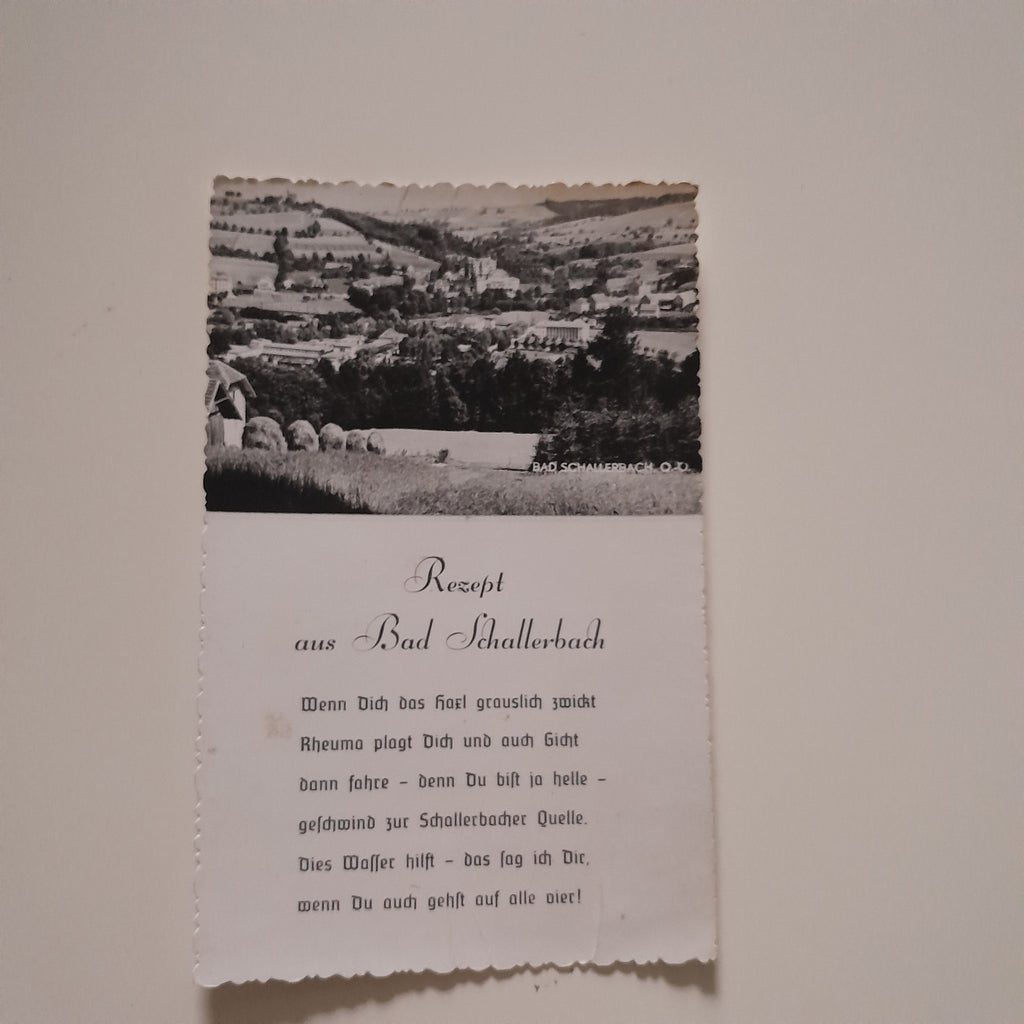 BAD SCHALLERBACH O.Ö.
Rezept
aus Bad Schallerbach
Wenn Dich das Haxl grauslich zwickt
Rheuma plagt Dich und auch Gicht
dann fahre – denn Du bist ja helle –
geschwind zur Schallerbacher Quelle.
Dies Wasser hilft – das sag ich Dir,
wenn Du auch gehst auf alle vier!